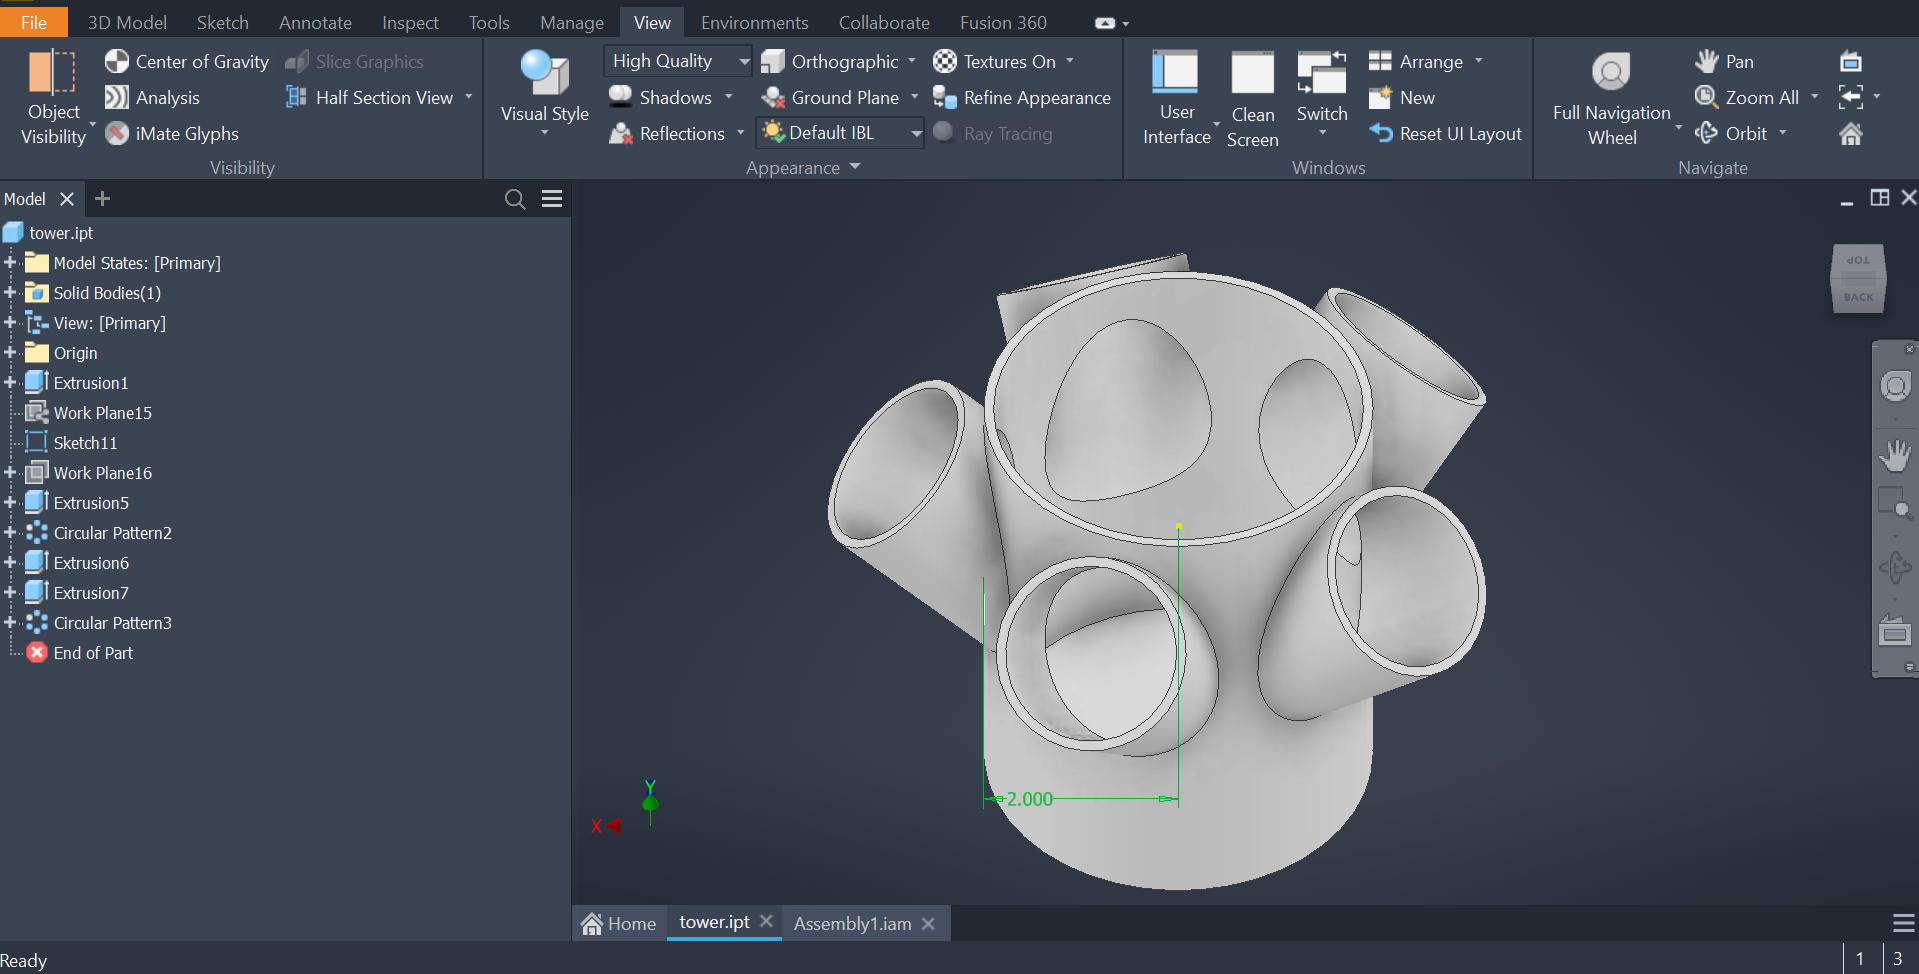 File 3D Model Sketch Annotate Inspect Tools Manage View Environments Collaborate Fusion 360
Object Visibility
Center of Gravity
Analysis
iMate Glyphs
Slice Graphics
Half Section View
Visibility
Visual Style
High Quality
Shadows
Reflections
Orthographic
Ground Plane
Default IBL
Textures On
Refine Appearance
Ray Tracing
Appearance
User Interface
Clean Screen
Switch
Arrange
New
Reset UI Layout
Windows
Full Navigation Wheel
Pan
Zoom All
Orbit
Navigate
Model
tower.ipt
Model States: [Primary]
Solid Bodies(1)
View: [Primary]
Origin
Extrusion1
Work Plane15
Sketch11
Work Plane16
Extrusion5
Circular Pattern2
Extrusion6
Extrusion7
Circular Pattern3
End of Part
TOP
BACK
2.000
Y
X
Home tower.ipt Assembly1.iam
Ready
1 3